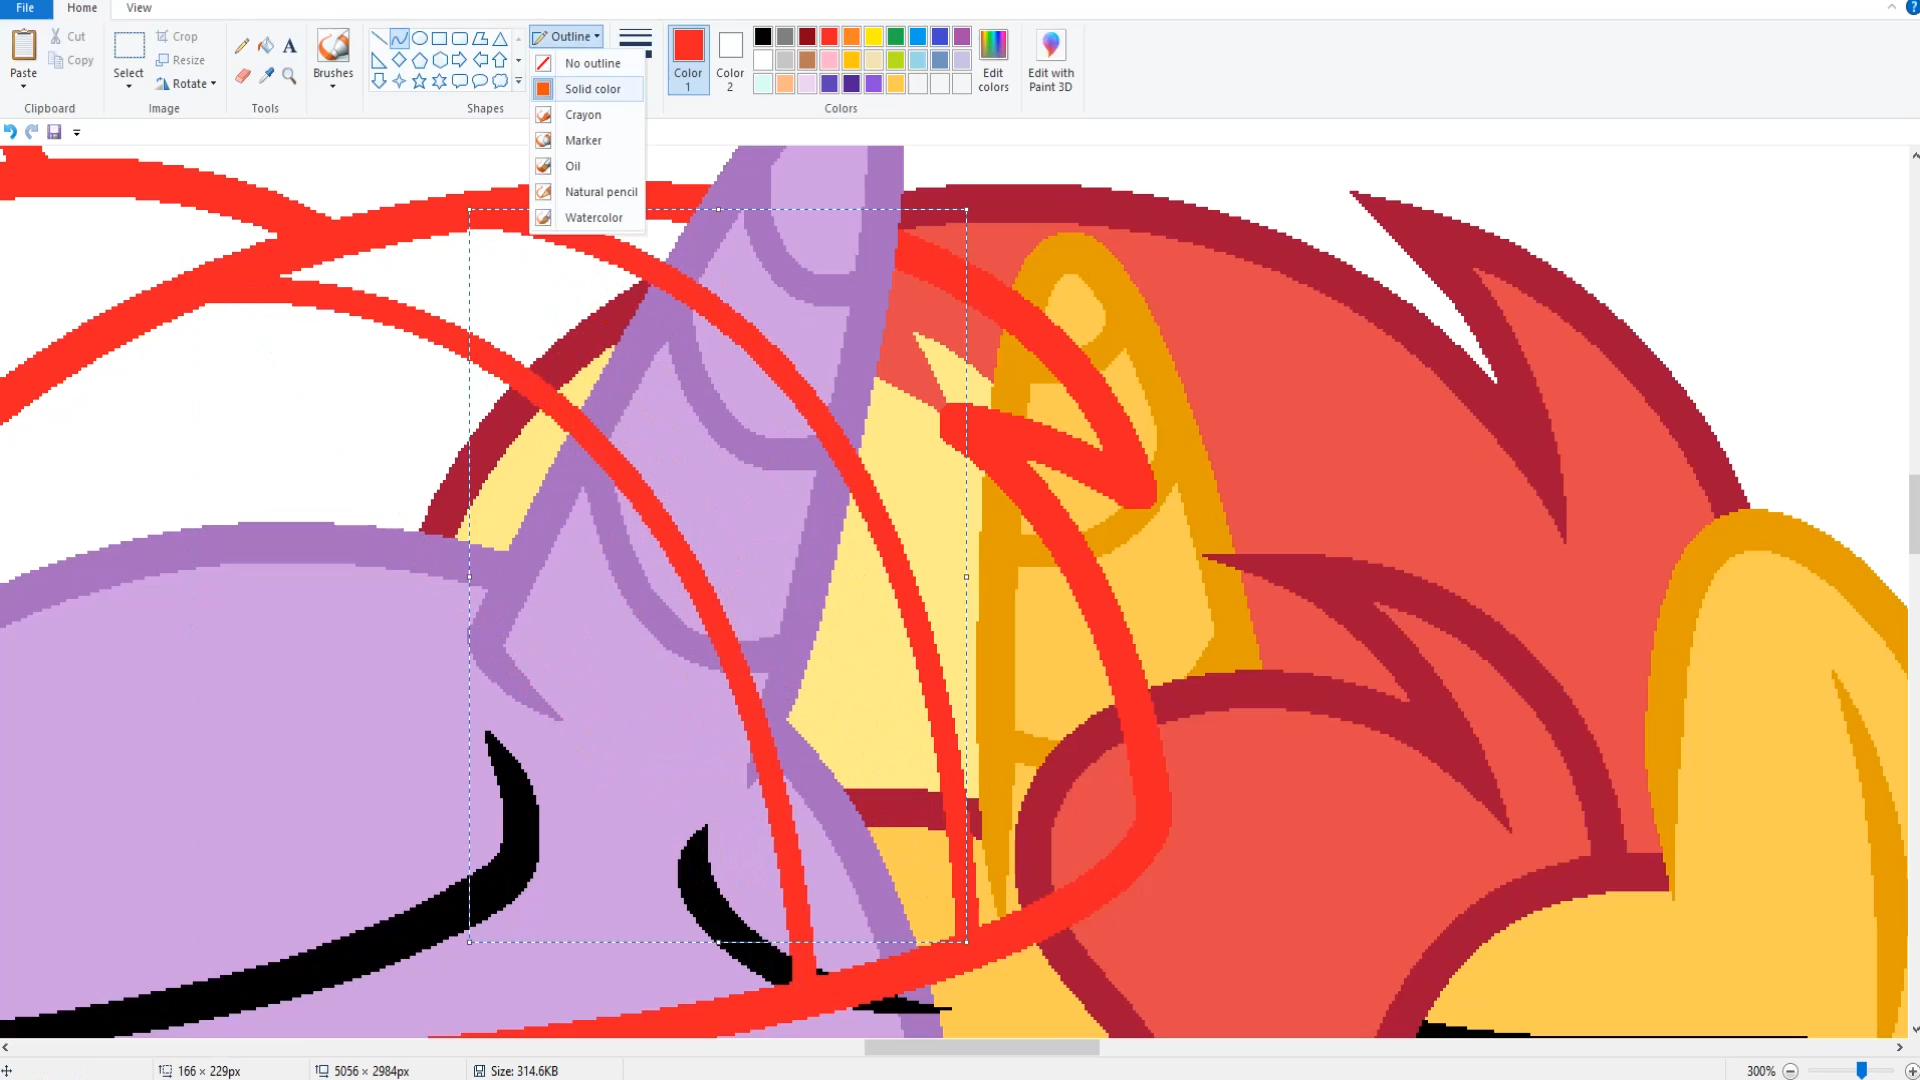 File Home View
Cut
Copy
Paste
Clipboard
Select
Crop
Resize
Rotate
Image
Tools
Brushes
Shapes
Outline
No outline
Solid color
Crayon
Marker
Oil
Natural pencil
Watercolor
Color
1
Color
2
Edit
colors
Edit with
Paint 3D
Colors
166 × 229px 5056 × 2984px Size: 314.6KB 300%